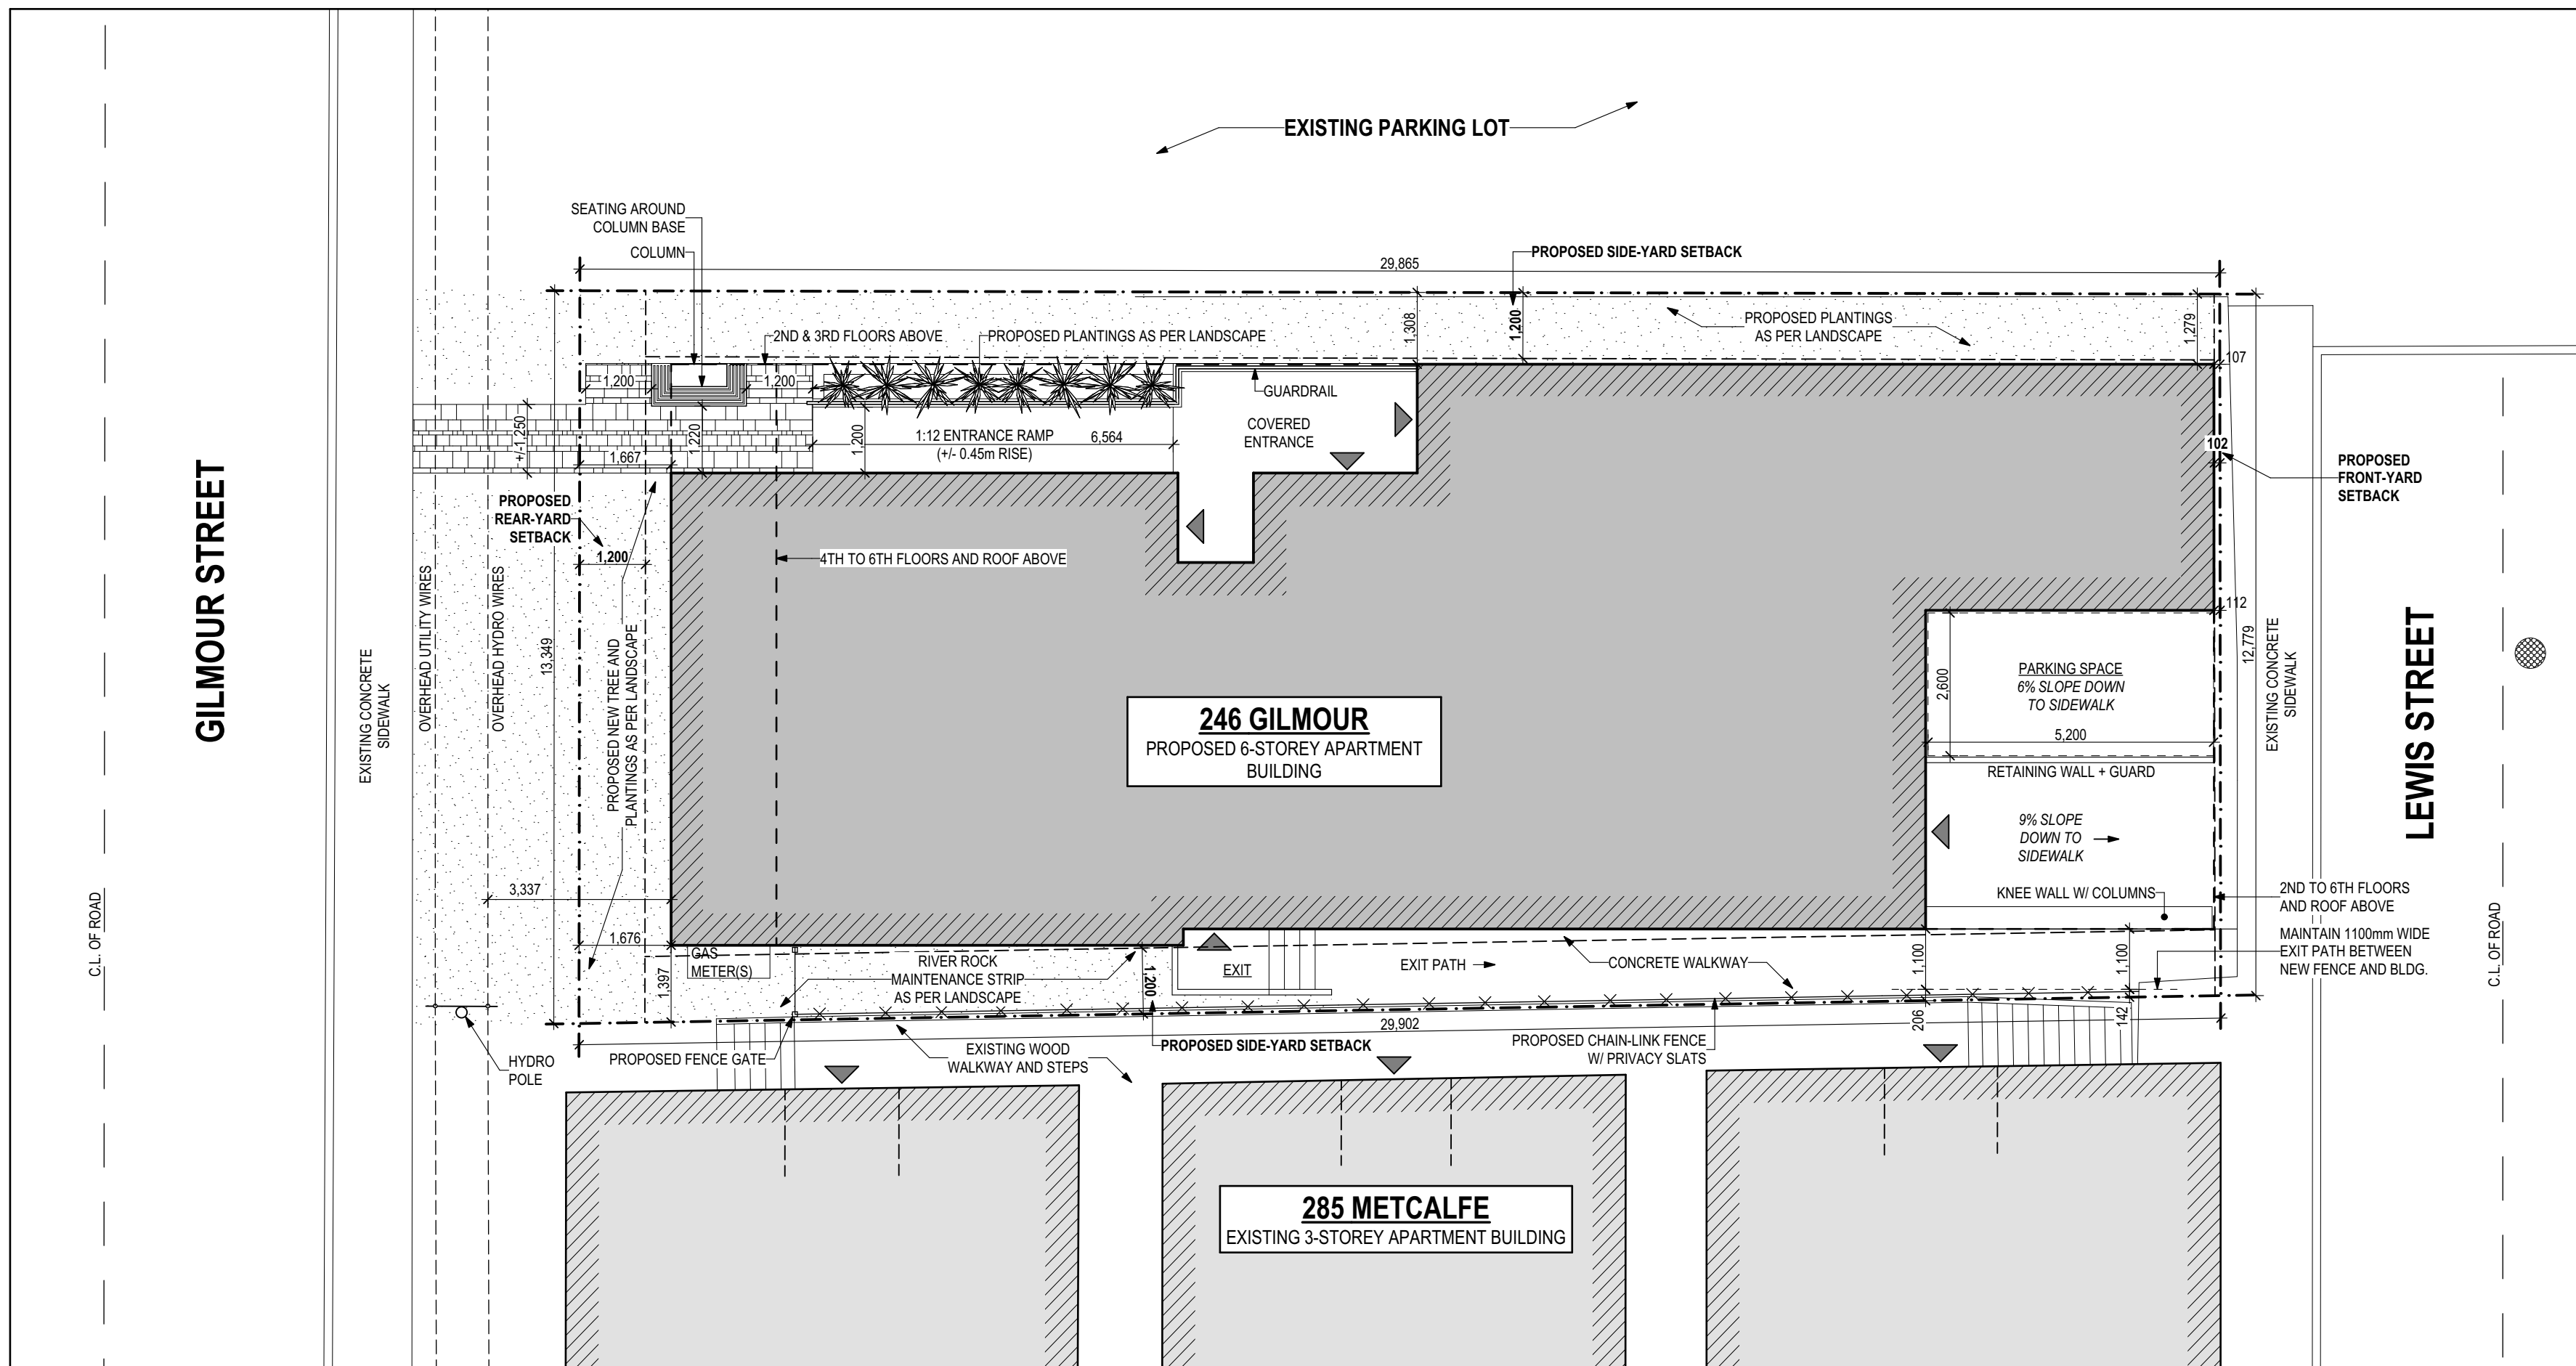 EXISTING PARKING LOT
SEATING AROUND
COLUMN BASE
COLUMN
PROPOSED SIDE-YARD SETBACK
29,865
2ND & 3RD FLOORS ABOVE
PROPOSED PLANTINGS AS PER LANDSCAPE
1,308
1,200
PROPOSED PLANTINGS
AS PER LANDSCAPE
1,279
107
1,200
1,200
GUARDRAIL
+/-1,250
1,220
1,200
1:12 ENTRANCE RAMP
(+/- 0.45m RISE)
6,564
COVERED
ENTRANCE
1,667
102
PROPOSED
FRONT-YARD
SETBACK
PROPOSED
REAR-YARD
SETBACK
1,200
4TH TO 6TH FLOORS AND ROOF ABOVE
GILMOUR STREET
EXISTING CONCRETE
SIDEWALK
OVERHEAD UTILITY WIRES
OVERHEAD HYDRO WIRES
13,349
PROPOSED NEW TREE AND
PLANTINGS AS PER LANDSCAPE
112
12,779
EXISTING CONCRETE
SIDEWALK
LEWIS STREET
2,600
PARKING SPACE
6% SLOPE DOWN
TO SIDEWALK
5,200
RETAINING WALL + GUARD
246 GILMOUR
PROPOSED 6-STOREY APARTMENT
BUILDING
9% SLOPE
DOWN TO
SIDEWALK
KNEE WALL W/ COLUMNS
2ND TO 6TH FLOORS
AND ROOF ABOVE
C.L. OF ROAD
3,337
1,676
GAS
METER(S)
1,397
RIVER ROCK
MAINTENANCE STRIP
AS PER LANDSCAPE
1,200
EXIT
EXIT PATH
CONCRETE WALKWAY
1,100
1,100
MAINTAIN 1100mm WIDE
EXIT PATH BETWEEN
NEW FENCE AND BLDG.
C.L. OF ROAD
29,902
206
142
HYDRO
POLE
PROPOSED FENCE GATE
EXISTING WOOD
WALKWAY AND STEPS
PROPOSED SIDE-YARD SETBACK
PROPOSED CHAIN-LINK FENCE
W/ PRIVACY SLATS
285 METCALFE
EXISTING 3-STOREY APARTMENT BUILDING